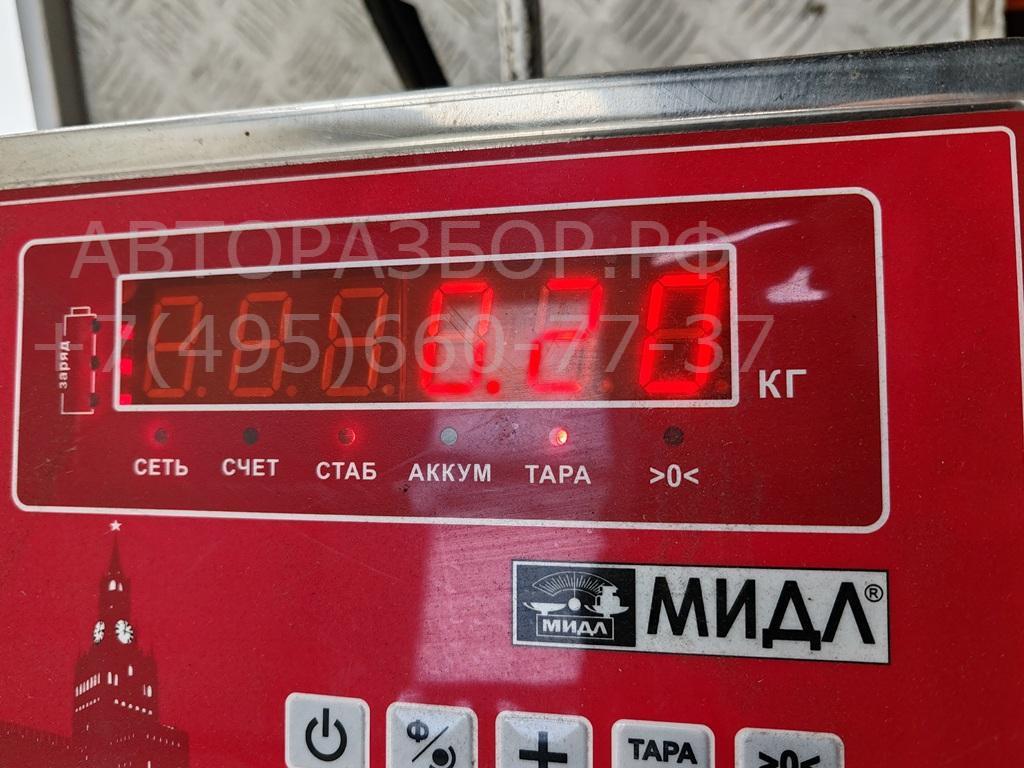 АВТОРАЗБОР.РФ
+7(495)660-77-37
0.20
заряд
КГ
СЕТЬ СЧЕТ СТАБ АККУМ ТАРА >0<
МИДЛ МИДЛ®
Ф/
+
ТАРА
>0<